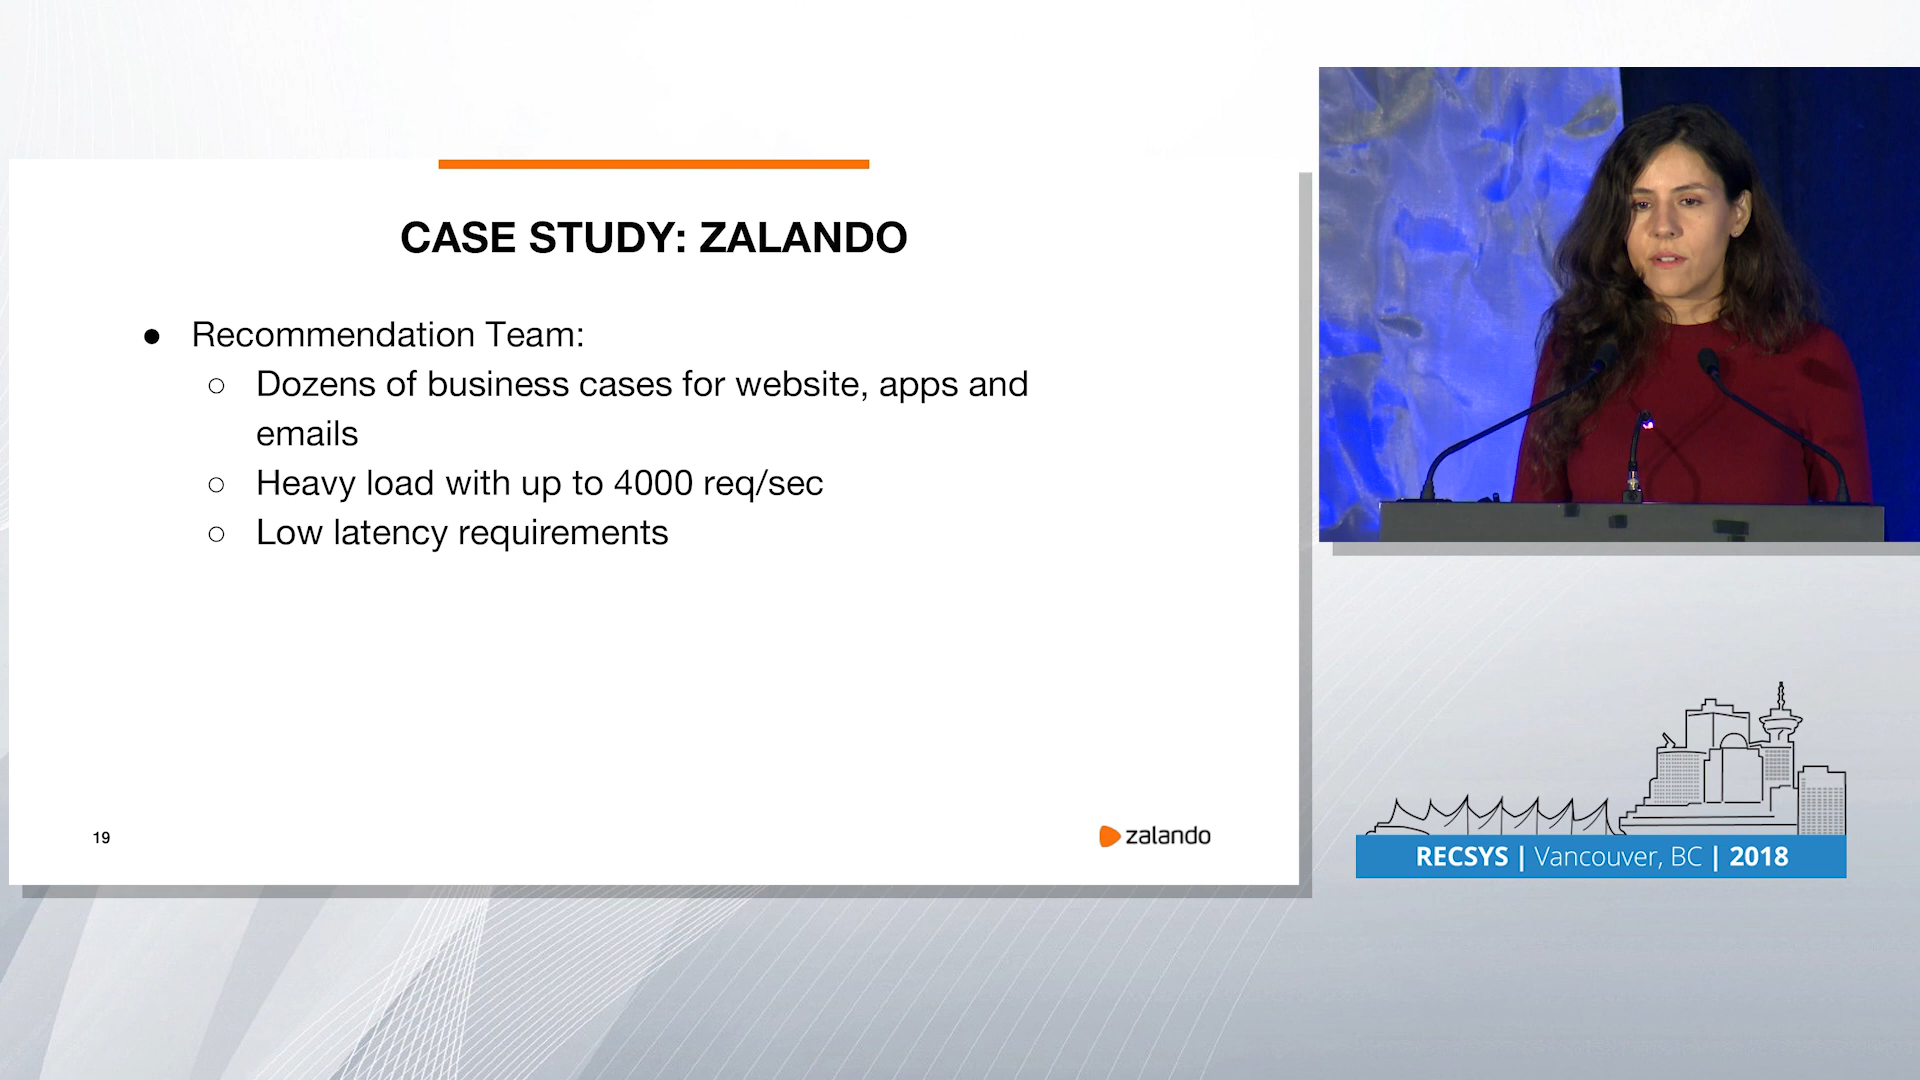 CASE STUDY: ZALANDO
● Recommendation Team:
○ Dozens of business cases for website, apps and
emails
○ Heavy load with up to 4000 req/sec
○ Low latency requirements
19
zalando
RECSYS | Vancouver, BC | 2018